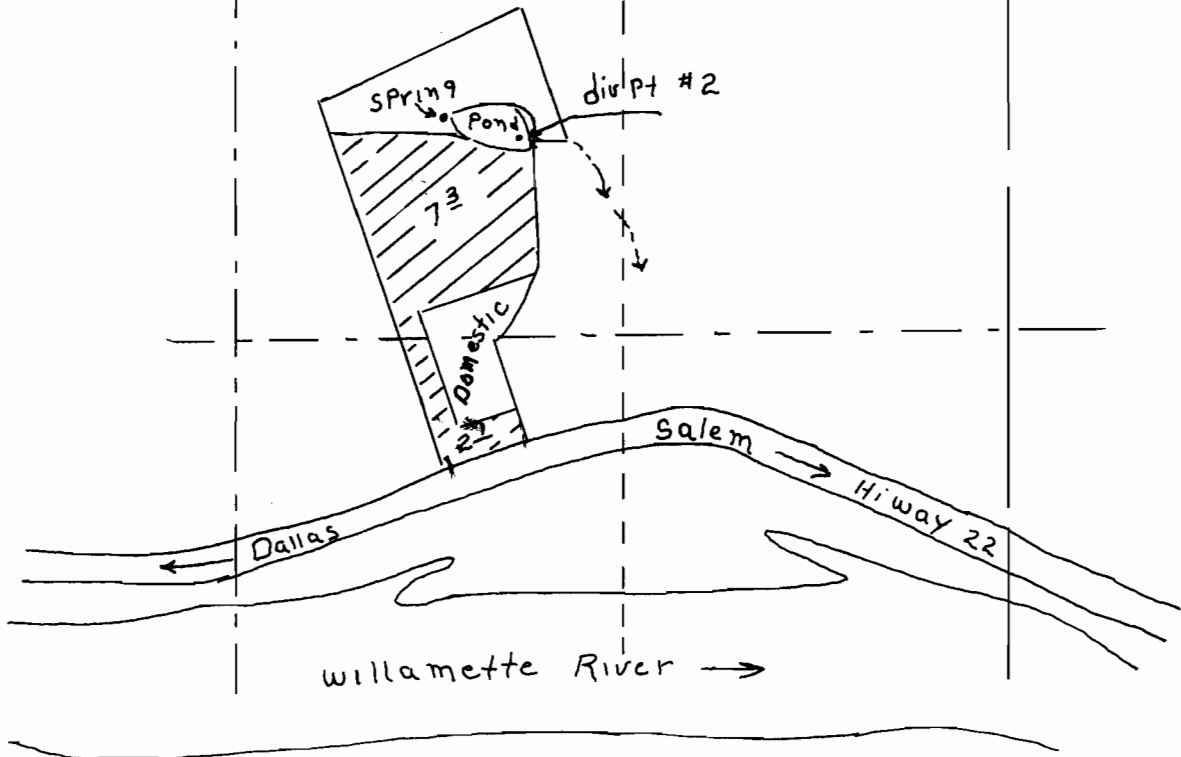 div pt #2
Spring
Pond
7 3
Domestic
2 7
Salem
Hiway 22
Dallas
Willamette River